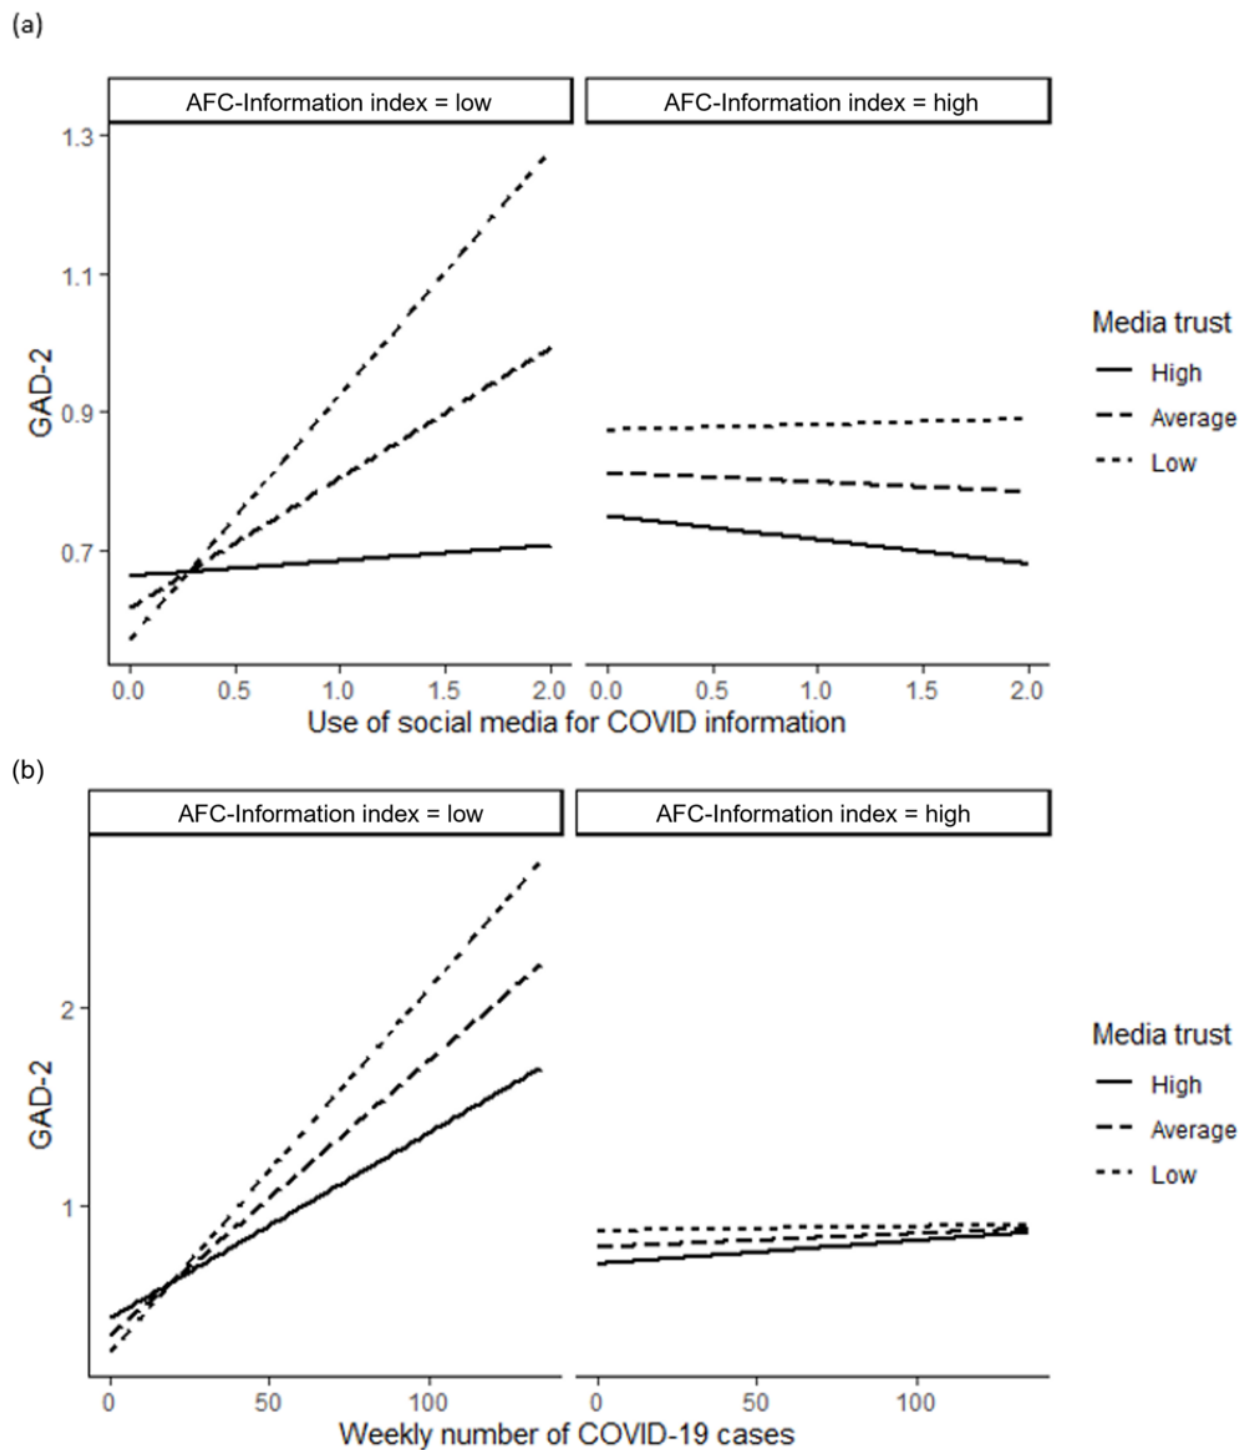 (a)
AFC-Information index = low
AFC-Information index = high
1.3
1.1
0.9
0.7
GAD-2
0.0 0.5 1.0 1.5 2.0 0.0 0.5 1.0 1.5 2.0
Use of social media for COVID information
Media trust
High
Average
Low
(b)
AFC-Information index = low
AFC-Information index = high
2
1
GAD-2
0 50 100 0 50 100
Weekly number of COVID-19 cases
Media trust
High
Average
Low